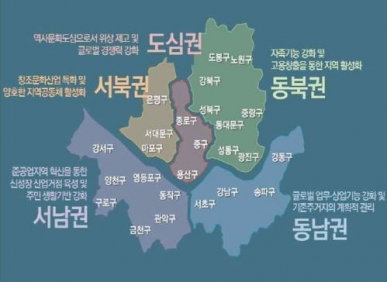 역사문화도심으로서 위상 제고 및
글로벌 경쟁력 강화
도심권
자족기능 강화 및
고용창출을 통한 지역 활성화
동북권
창조문화산업 특화 및
양호한 지역공동체 활성화
서북권
도봉구
노원구
강북구
은평구
성북구
중랑구
종로구
동대문구
서대문구
중구
성동구
마포구
광진구
강서구
용산구
강동구
준공업지역 혁신을 통한
신성장 산업거점 육성 및
주민 생활기반 강화
서남권
양천구
영등포구
동작구
강남구
송파구
구로구
서초구
관악구
금천구
글로벌 업무·상업기능 강화 및
기존주거지의 계획적 관리
동남권